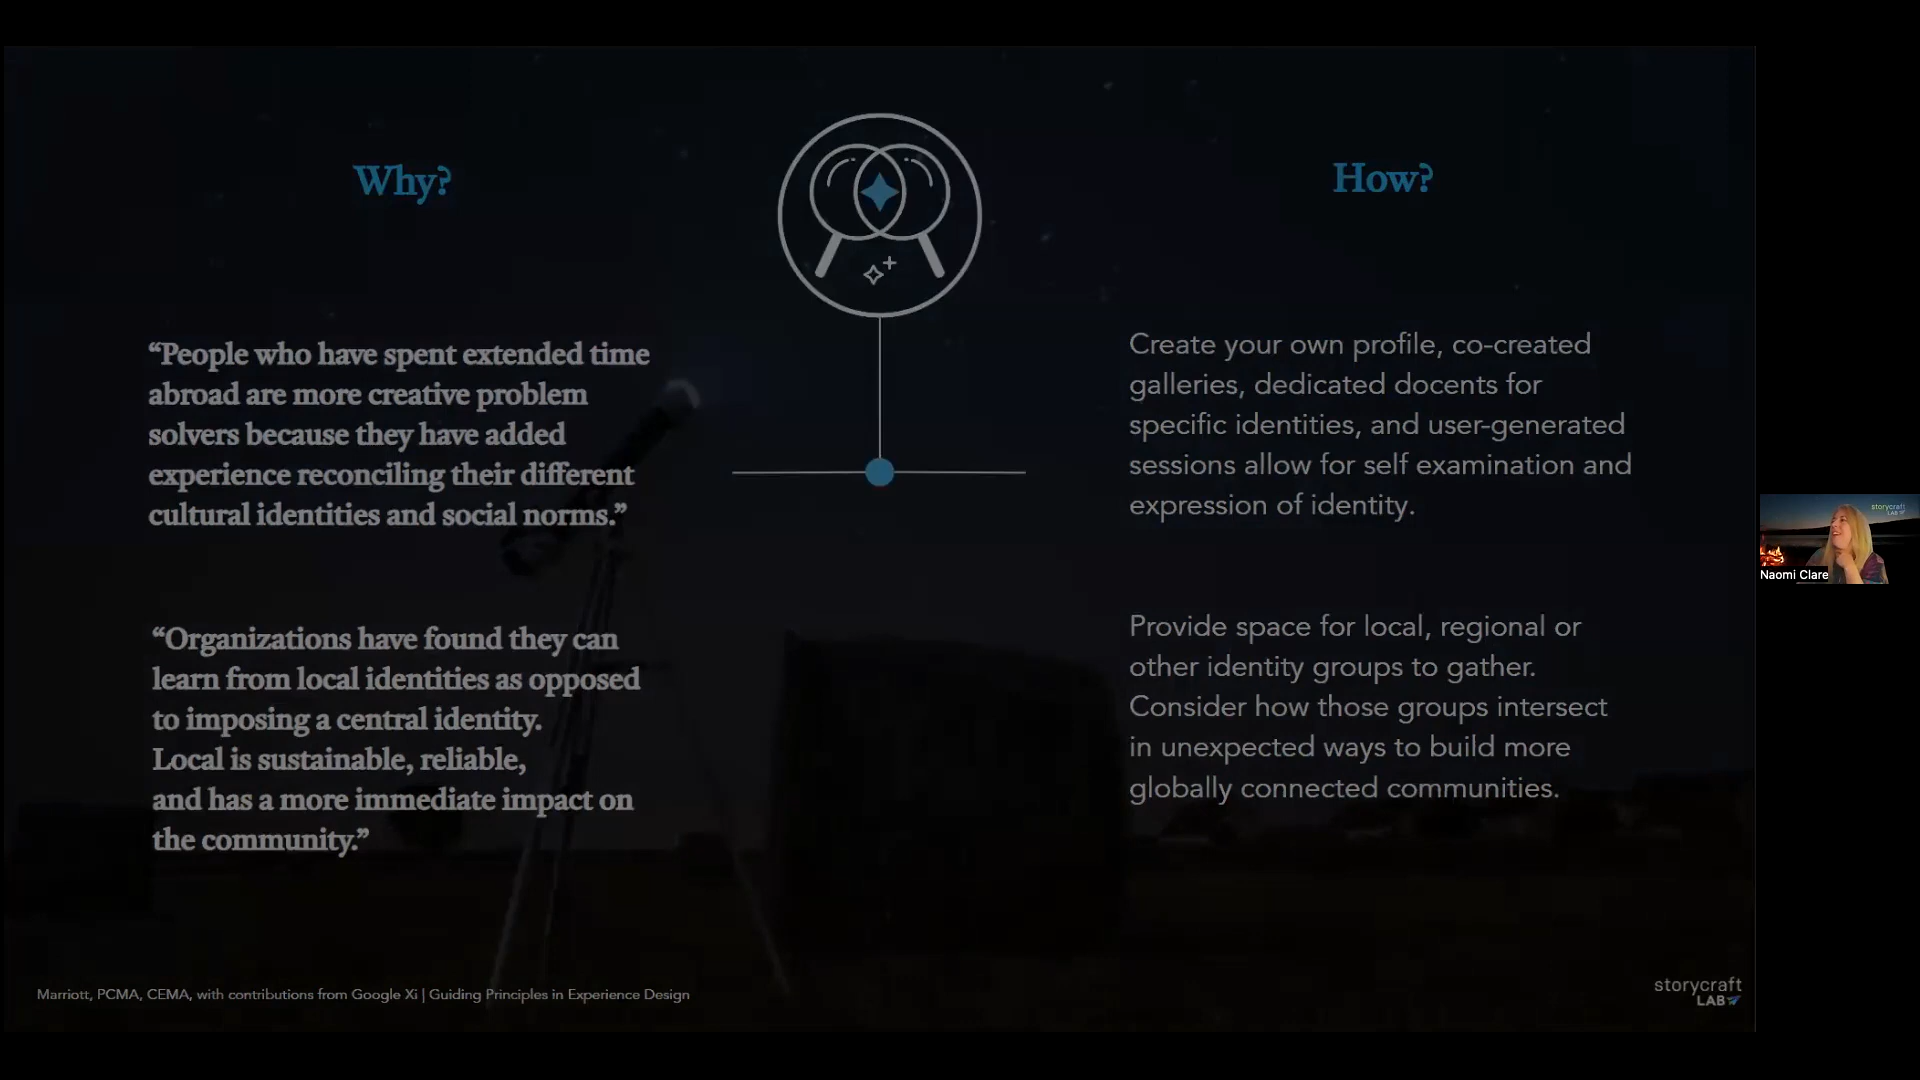 Why?
“People who have spent extended time
abroad are more creative problem
solvers because they have added
experience reconciling their different
cultural identities and social norms.”
“Organizations have found they can
learn from local identities as opposed
to imposing a central identity.
Local is sustainable, reliable,
and has a more immediate impact on
the community.”
How?
Create your own profile, co-created
galleries, dedicated docents for
specific identities, and user-generated
sessions allow for self examination and
expression of identity.
Provide space for local, regional or
other identity groups to gather.
Consider how those groups intersect
in unexpected ways to build more
globally connected communities.
Marriott, PCMA, CEMA, with contributions from Google Xi | Guiding Principles in Experience Design
storycraft
LAB
storycraft
LAB
Naomi Clare